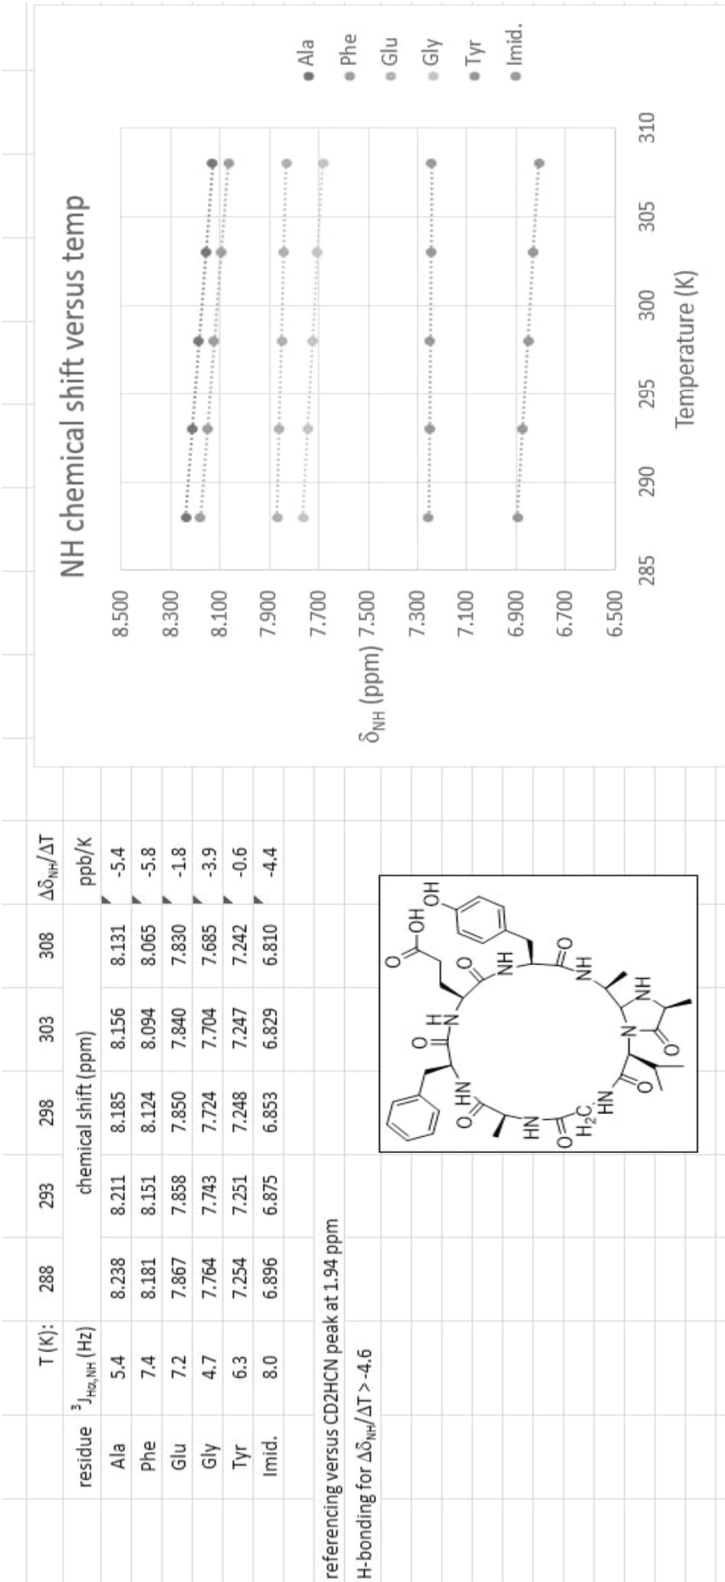 T (K): 288 293 298 303 308 ΔδNH/ΔT
residue ³JHα,NH (Hz) chemical shift (ppm) ppb/K
Ala 5.4 8.238 8.211 8.185 8.156 8.131 -5.4
Phe 7.4 8.181 8.151 8.124 8.094 8.065 -5.8
Glu 7.2 7.867 7.858 7.850 7.840 7.830 -1.8
Gly 4.7 7.764 7.743 7.724 7.704 7.685 -3.9
Tyr 6.3 7.254 7.251 7.248 7.247 7.242 -0.6
Imid. 8.0 6.896 6.875 6.853 6.829 6.810 -4.4
referencing versus CD2HCN peak at 1.94 ppm
H-bonding for ΔδNH/ΔT > -4.6
O
OH
OH
O
H
N
O
NH
O
NH
NH
O
NH
HN
N
O
O
H₂C
HN
O
NH chemical shift versus temp
8.500
8.300
8.100
7.900
7.700
7.500
7.300
7.100
6.900
6.700
6.500
δNH (ppm)
285 290 295 300 305 310
Temperature (K)
Ala
Phe
Glu
Gly
Tyr
Imid.